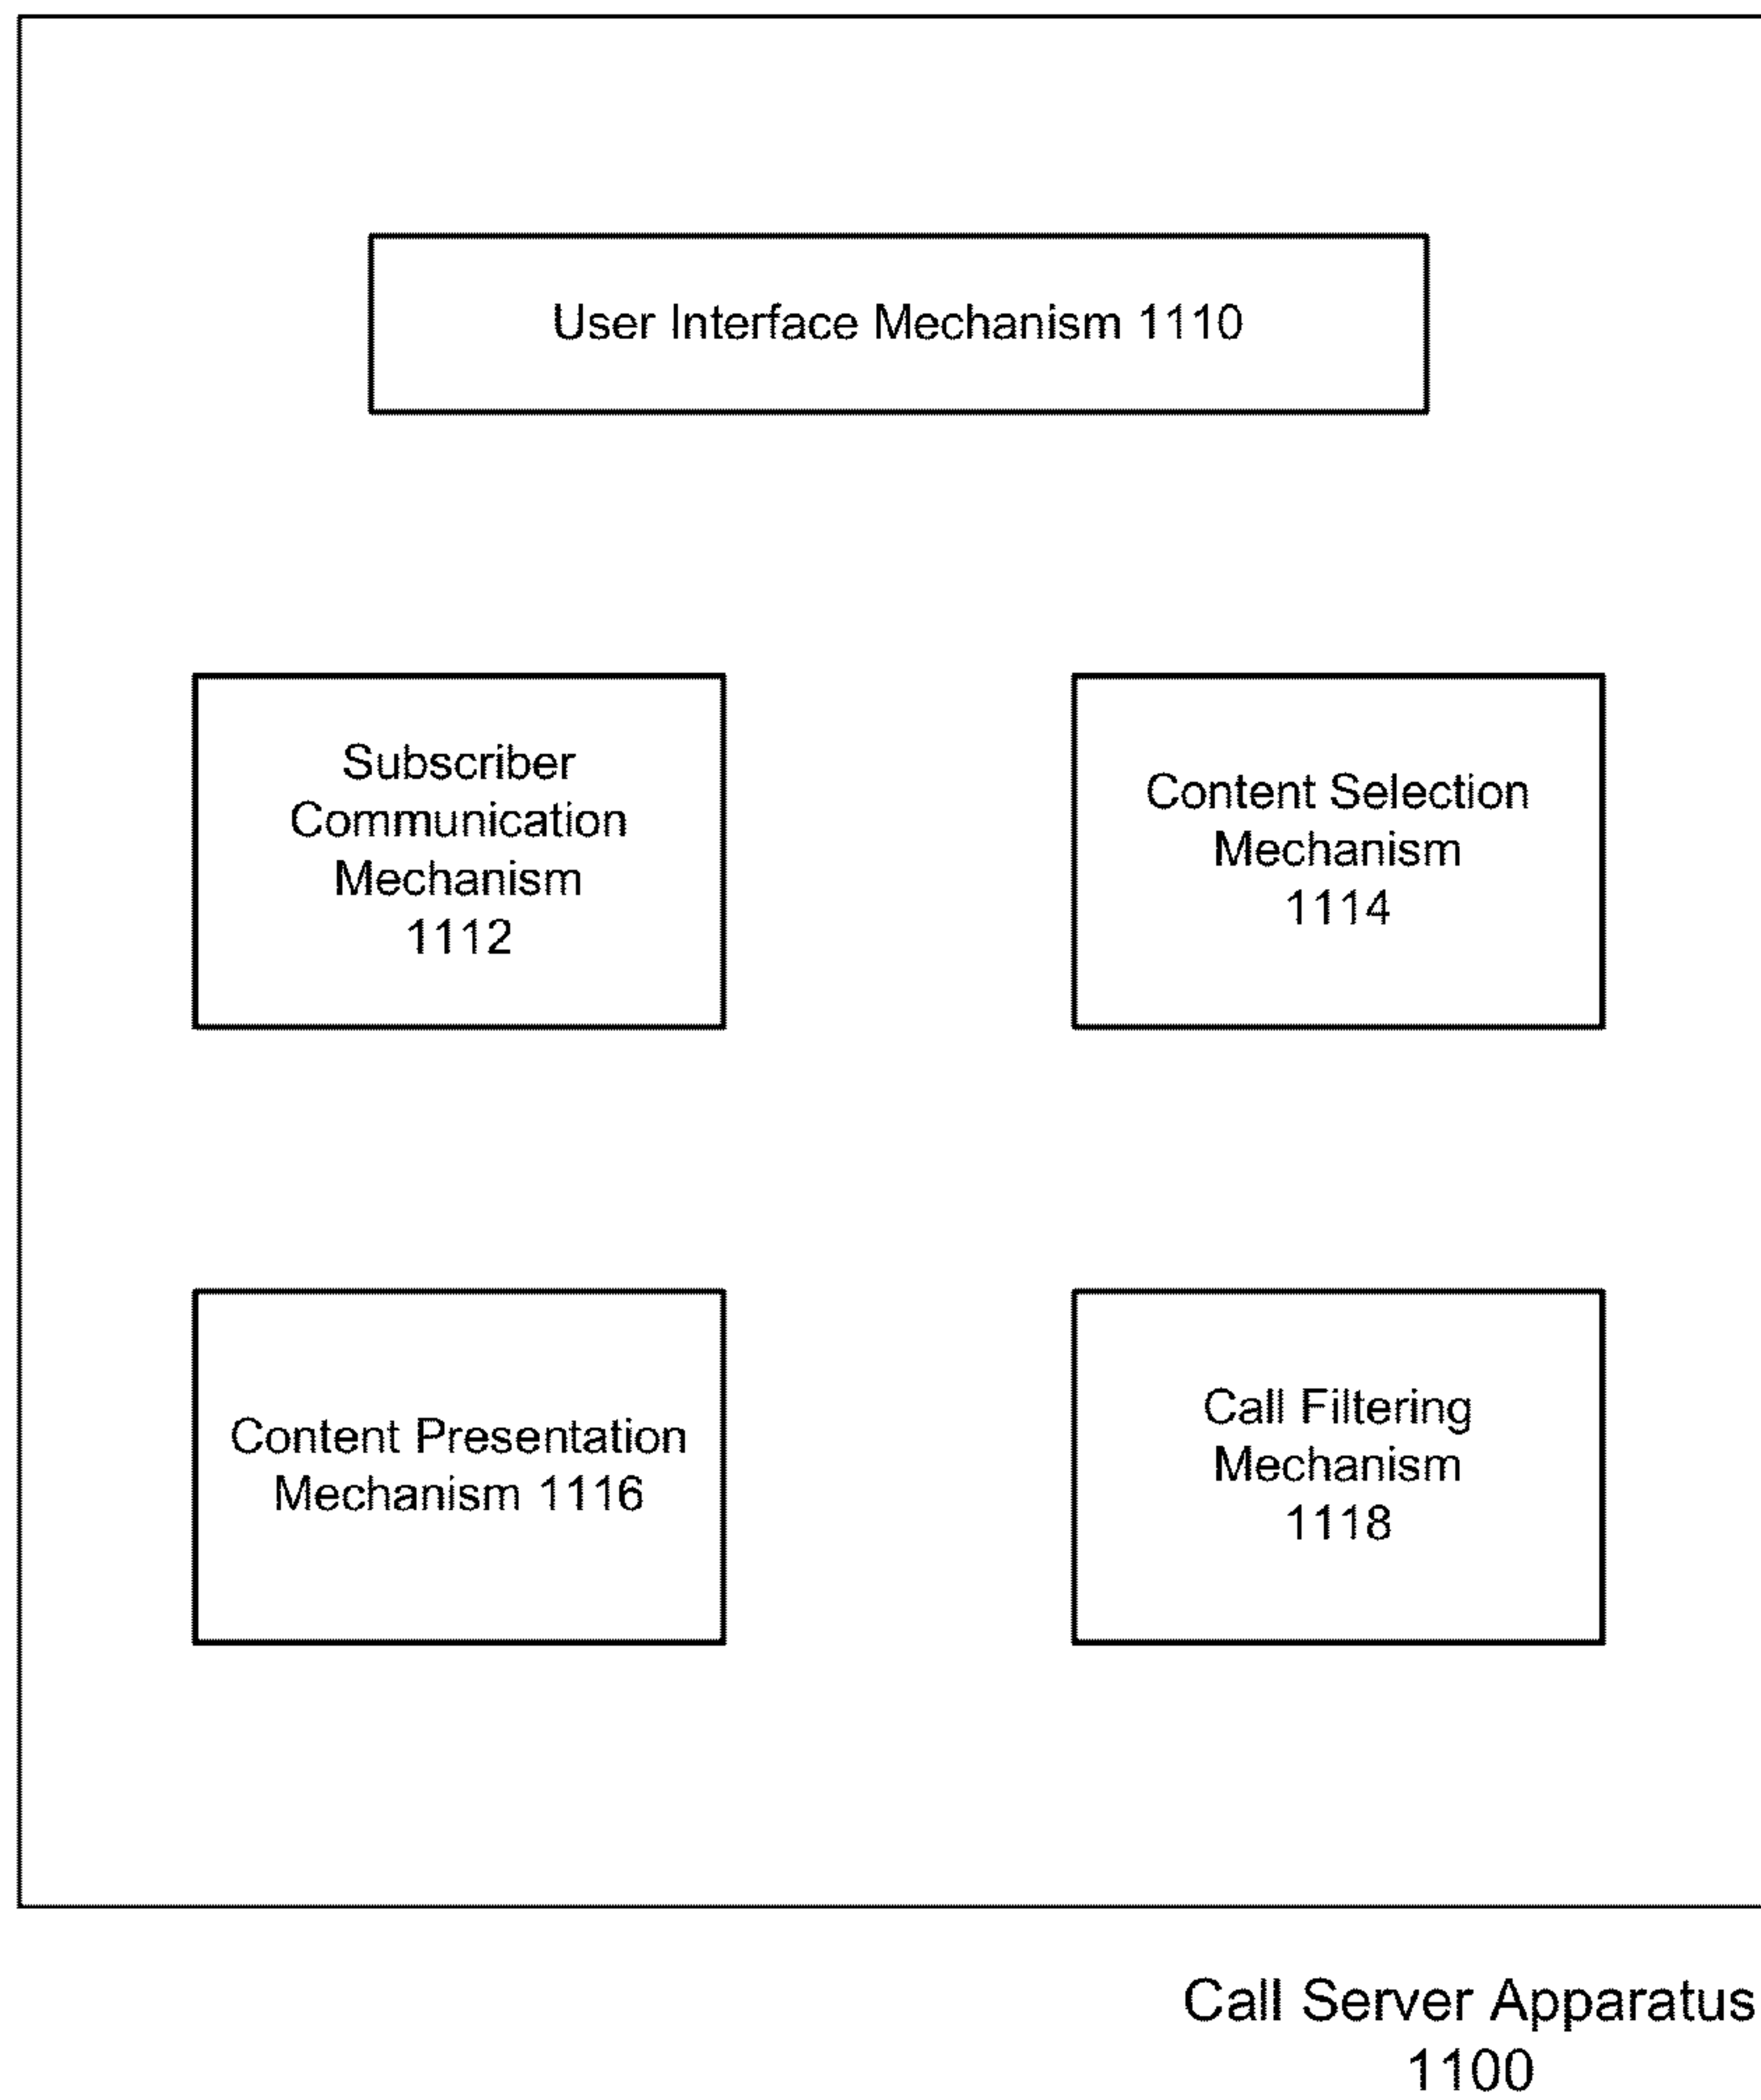 User Interface Mechanism 1110
Subscriber
Communication
Mechanism
1112
Content Selection
Mechanism
1114
Content Presentation
Mechanism 1116
Call Filtering
Mechanism
1118
Call Server Apparatus
1100